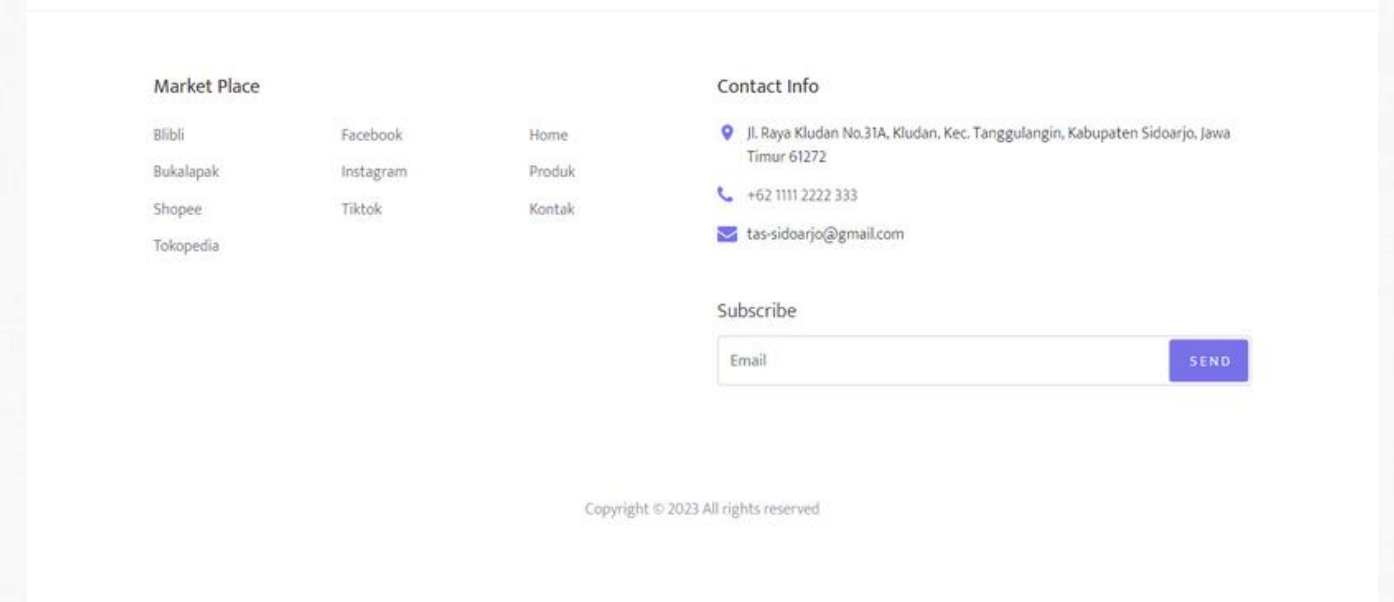 Market Place
Blibli
Bukalapak
Shopee
Tokopedia
Facebook
Instagram
Tiktok
Home
Produk
Kontak
Contact Info
Jl. Raya Kludan No.31A, Kludan, Kec. Tanggulangin, Kabupaten Sidoarjo, Jawa
Timur 61272
+62 1111 2222 333
tas-sidoarjo@gmail.com
Subscribe
Email
SEND
Copyright © 2023 All rights reserved